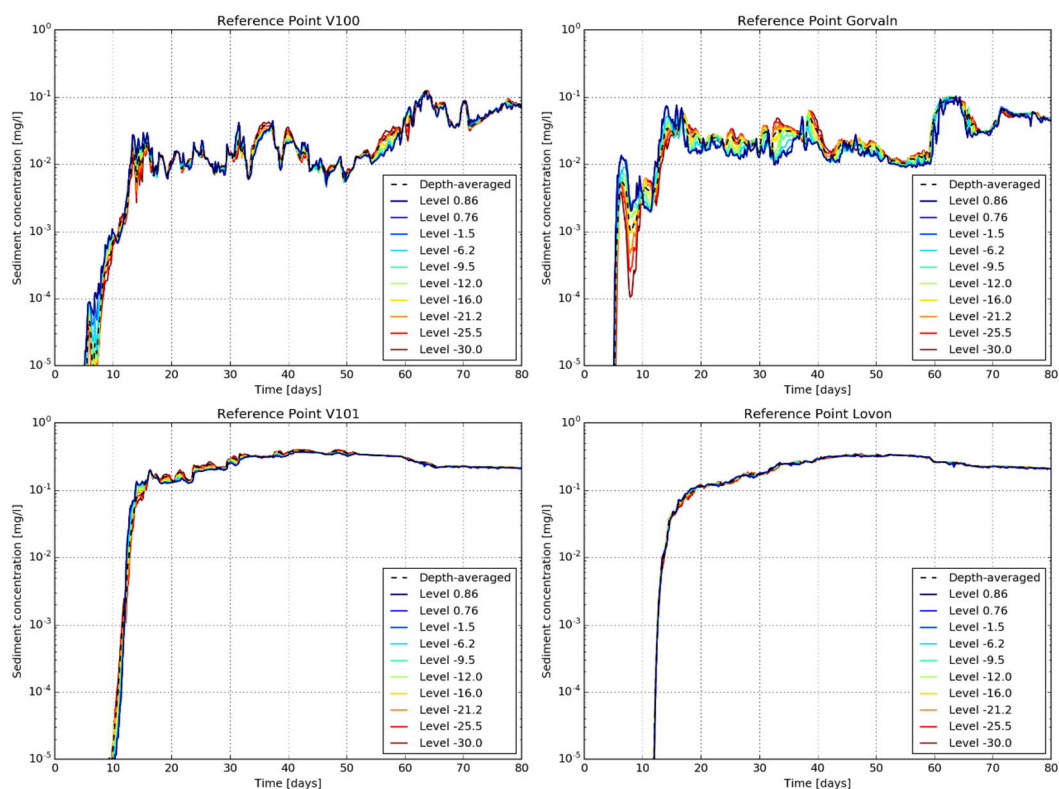 Reference Point V100
Sediment concentration [mg/l]
10^0
10^-1
10^-2
10^-3
10^-4
10^-5
Depth-averaged
Level 0.86
Level 0.76
Level -1.5
Level -6.2
Level -9.5
Level -12.0
Level -16.0
Level -21.2
Level -25.5
Level -30.0
0 10 20 30 40 50 60 70 80
Time [days]
Reference Point Gorvaln
Sediment concentration [mg/l]
10^0
10^-1
10^-2
10^-3
10^-4
10^-5
Depth-averaged
Level 0.86
Level 0.76
Level -1.5
Level -6.2
Level -9.5
Level -12.0
Level -16.0
Level -21.2
Level -25.5
Level -30.0
0 10 20 30 40 50 60 70 80
Time [days]
Reference Point V101
Sediment concentration [mg/l]
10^0
10^-1
10^-2
10^-3
10^-4
10^-5
Depth-averaged
Level 0.86
Level 0.76
Level -1.5
Level -6.2
Level -9.5
Level -12.0
Level -16.0
Level -21.2
Level -25.5
Level -30.0
0 10 20 30 40 50 60 70 80
Time [days]
Reference Point Lovon
Sediment concentration [mg/l]
10^0
10^-1
10^-2
10^-3
10^-4
10^-5
Depth-averaged
Level 0.86
Level 0.76
Level -1.5
Level -6.2
Level -9.5
Level -12.0
Level -16.0
Level -21.2
Level -25.5
Level -30.0
0 10 20 30 40 50 60 70 80
Time [days]